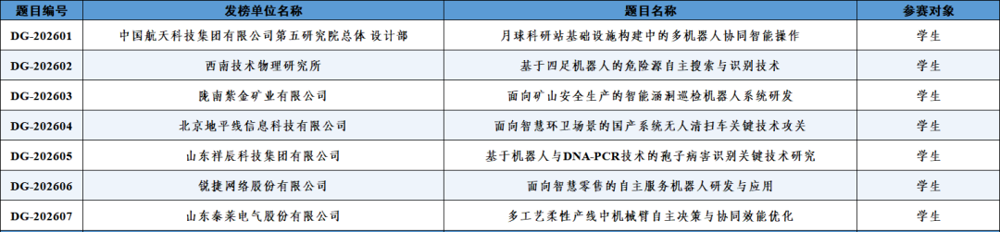 题目编号 发榜单位名称 题目名称 参赛对象
DG-202601 中国航天科技集团有限公司第五研究院总体 设计部 月球科研站基础设施构建中的多机器人协同智能操作 学生
DG-202602 西南技术物理研究所 基于四足机器人的危险源自主搜索与识别技术 学生
DG-202603 陇南紫金矿业有限公司 面向矿山安全生产的智能涵洞巡检机器人系统研发 学生
DG-202604 北京地平线信息科技有限公司 面向智慧环卫场景的国产系统无人清扫车关键技术攻关 学生
DG-202605 山东祥辰科技集团有限公司 基于机器人与DNA-PCR技术的孢子病害识别关键技术研究 学生
DG-202606 锐捷网络股份有限公司 面向智慧零售的自主服务机器人研发与应用 学生
DG-202607 山东泰莱电气股份有限公司 多工艺柔性产线中机械臂自主决策与协同效能优化 学生